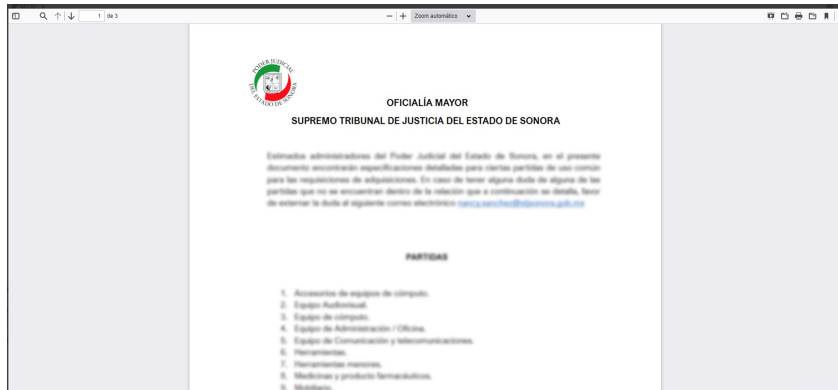 1 de 3
Zoom automático
PODER JUDICIAL
DEL ESTADO DE SONORA
OFICIALÍA MAYOR
SUPREMO TRIBUNAL DE JUSTICIA DEL ESTADO DE SONORA
Estimados administradores del Poder Judicial del Estado de Sonora, en el presente
documento encontrarán especificaciones detalladas para ciertas partidas de uso común
para las requisiciones de adquisiciones. En caso de tener alguna duda de alguna de las
partidas que no se encuentran dentro de la relación que a continuación se detalla, favor
de externar la duda al siguiente correo electrónico
PARTIDAS
1. Accesorios de equipos de cómputo.
2. Equipo Audiovisual.
3. Equipo de cómputo.
4. Equipo de Administración / Oficina.
5. Equipo de Comunicación y telecomunicaciones.
6. Herramientas.
7. Herramientas menores.
8. Medicinas y producto farmacéuticos.
9. Mobiliario.